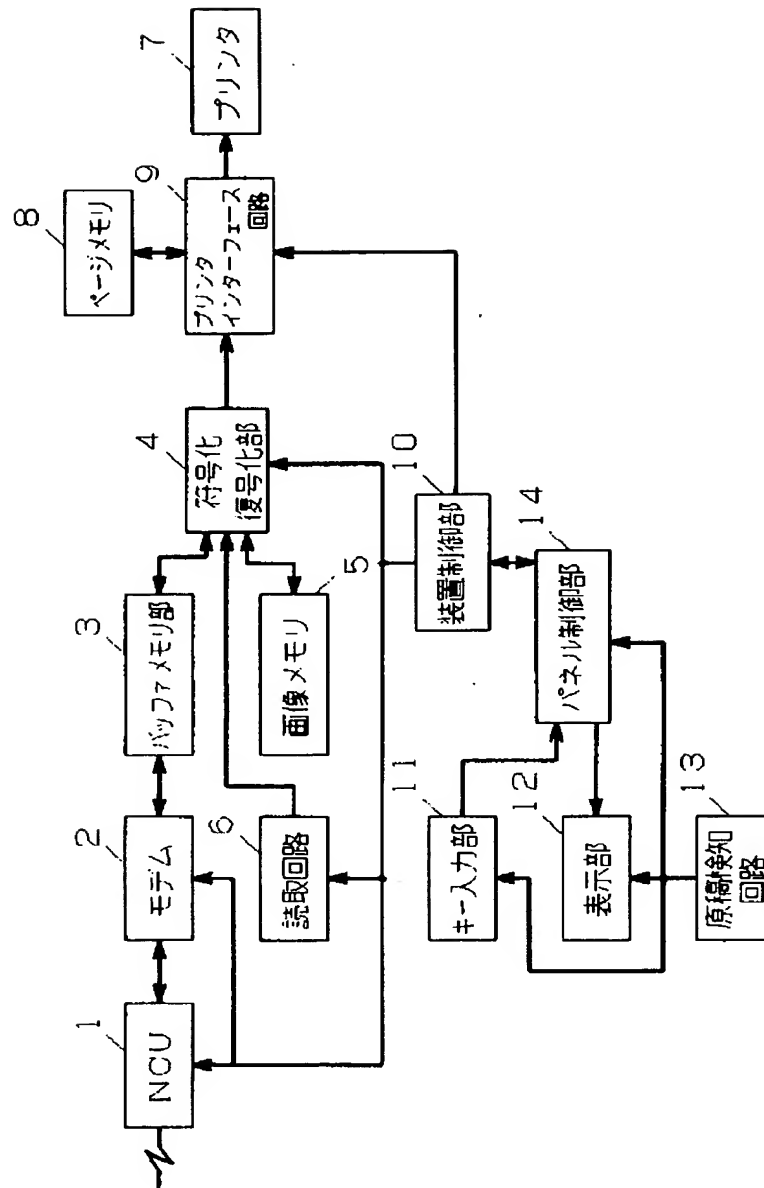 1
NCU
2
モデム
3
バッファメモリ部
4
符号化
復号化部
5
画像メモリ
6
読取回路
7
プリンタ
8
ページメモリ
9
プリンタ
インターフェース
回路
10
装置制御部
11
キー入力部
12
表示部
13
原稿検知
回路
14
パネル制御部